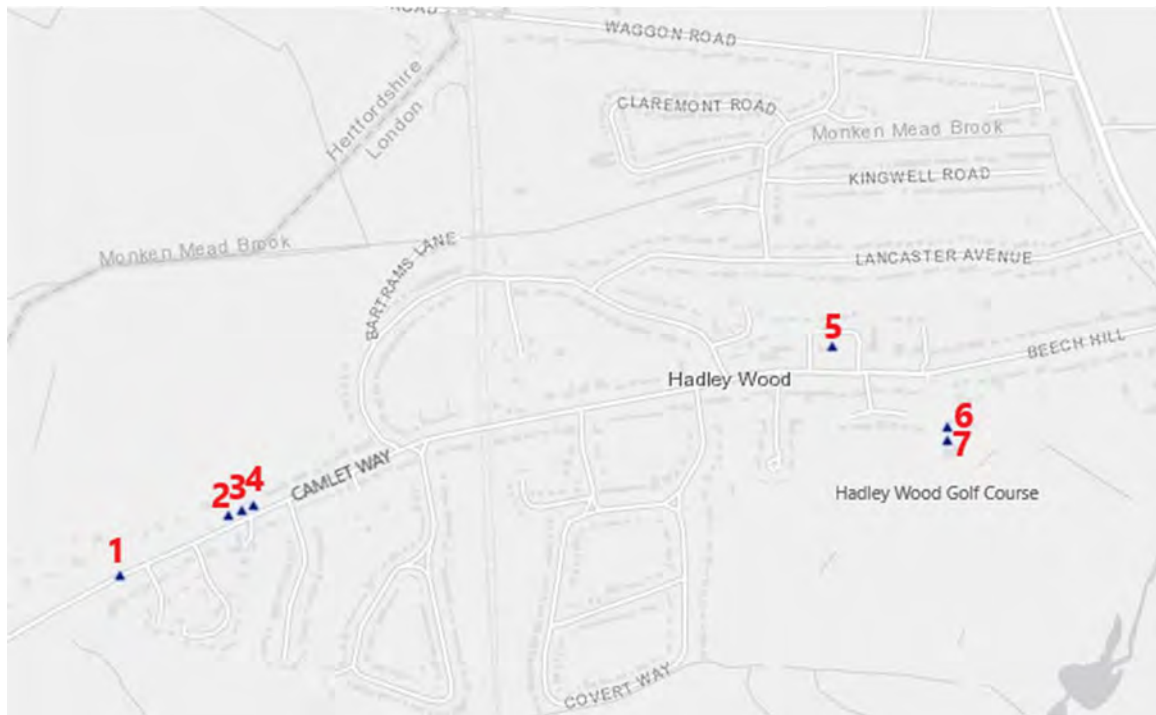 ROAD
WAGGON ROAD
Hertfordshire
London
CLAREMONT ROAD
Monken Mead Brook
KINGWELL ROAD
Monken Mead Brook
BARTRAMS LANE
LANCASTER AVENUE
5
BEECH HILL
Hadley Wood
6
7
2 3 4
CAMLET WAY
Hadley Wood Golf Course
1
COVERT WAY